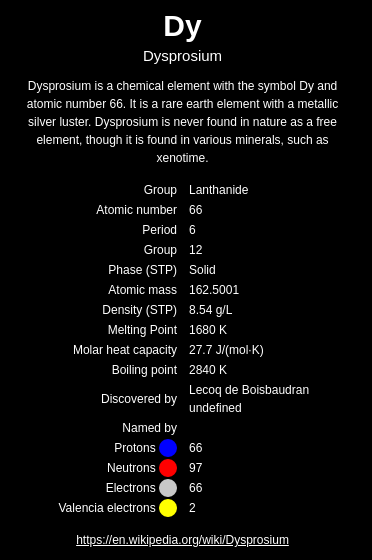 Dy
Dysprosium
Dysprosium is a chemical element with the symbol Dy and
atomic number 66. It is a rare earth element with a metallic
silver luster. Dysprosium is never found in nature as a free
element, though it is found in various minerals, such as
xenotime.
Group Lanthanide
Atomic number 66
Period 6
Group 12
Phase (STP) Solid
Atomic mass 162.5001
Density (STP) 8.54 g/L
Melting Point 1680 K
Molar heat capacity 27.7 J/(mol·K)
Boiling point 2840 K
Discovered by Lecoq de Boisbaudran
undefined
Named by
Protons 66
Neutrons 97
Electrons 66
Valencia electrons 2
https://en.wikipedia.org/wiki/Dysprosium